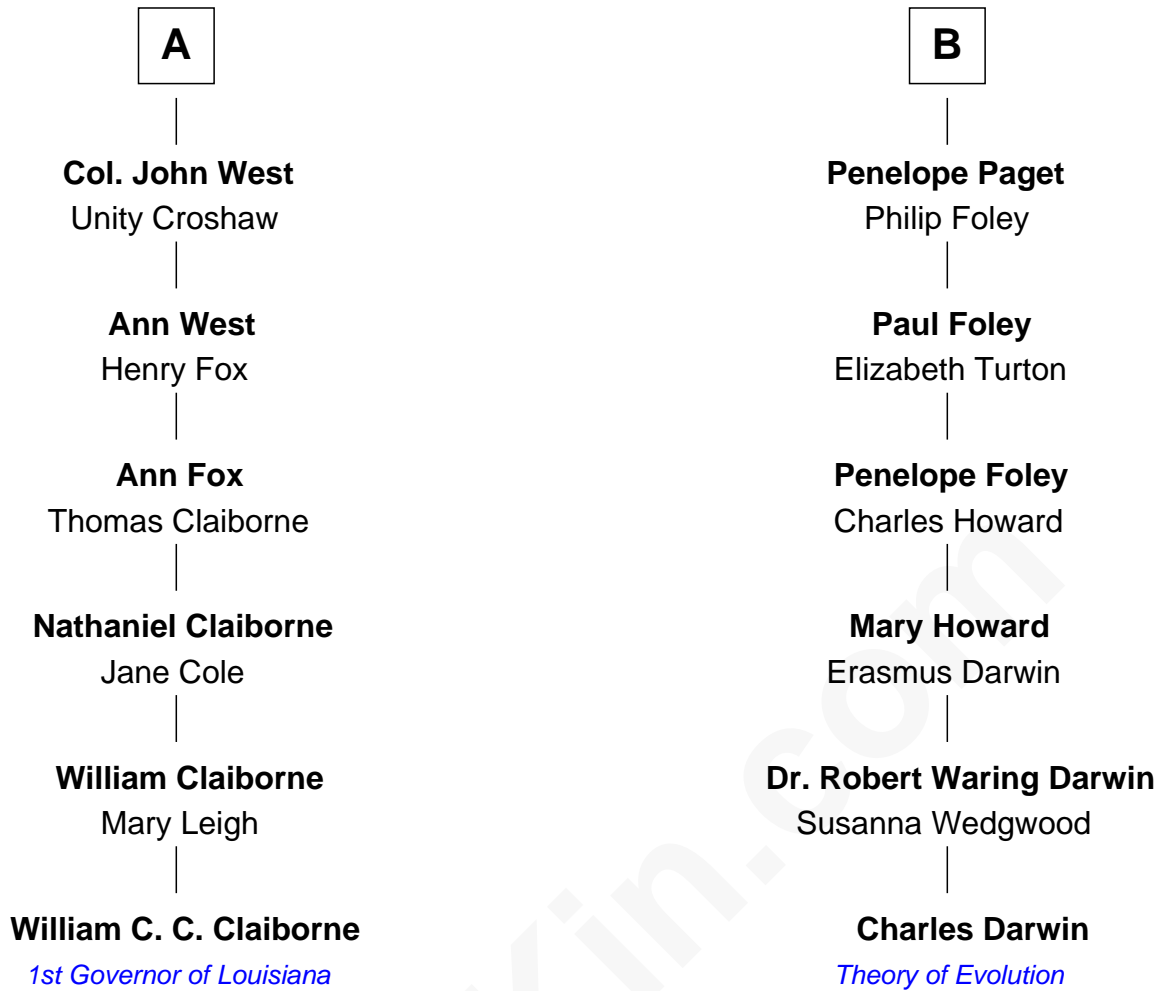 A
Col. John West
Unity Croshaw
Ann West
Henry Fox
Ann Fox
Thomas Claiborne
Nathaniel Claiborne
Jane Cole
William Claiborne
Mary Leigh
William C. C. Claiborne
1st Governor of Louisiana
B
Penelope Paget
Philip Foley
Paul Foley
Elizabeth Turton
Penelope Foley
Charles Howard
Mary Howard
Erasmus Darwin
Dr. Robert Waring Darwin
Susanna Wedgwood
Charles Darwin
Theory of Evolution